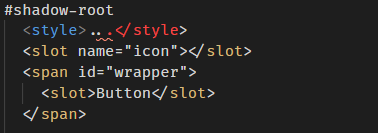 #shadow-root
  <style>...</style>
  <slot name="icon"></slot>
  <span id="wrapper">
    <slot>Button</slot>
  </span>